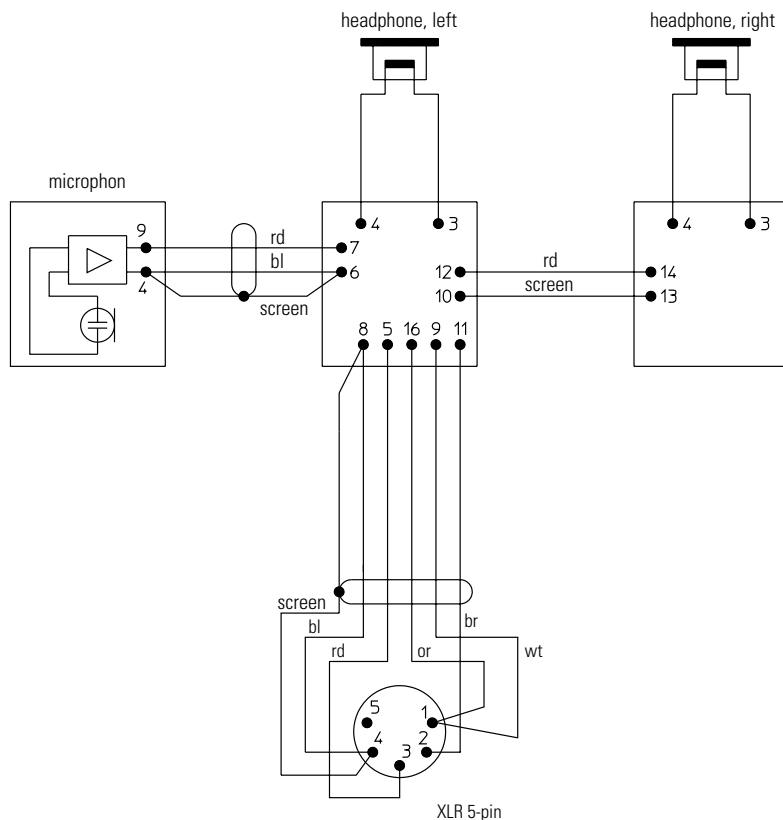 headphone, left
headphone, right
microphon
4 3
4 3
9
rd
7
bl
4
6
screen
12 rd 14
10 screen 13
8 5 16 9 11
screen
bl
rd
or
br
wt
5
1
4
3
2
XLR 5-pin